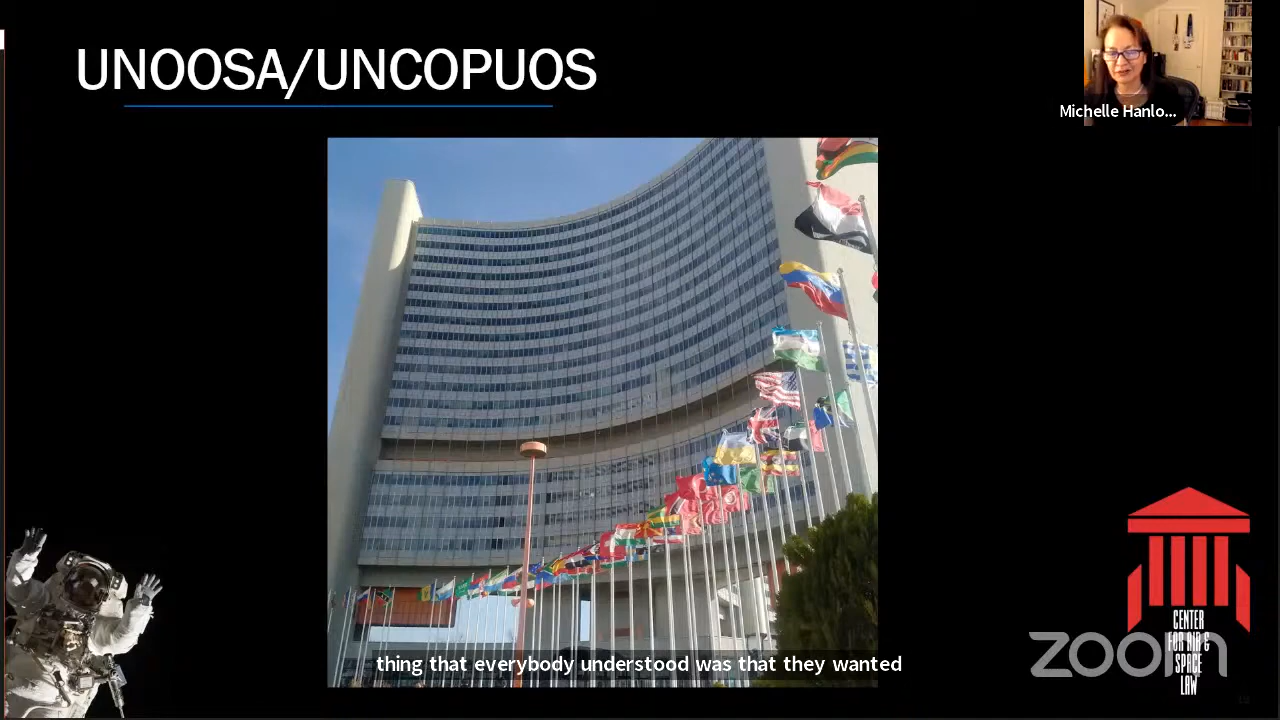 UNOOSA/UNCOPUOS
Michelle Hanlo...
thing that everybody understood was that they wanted
CENTER
FOR AIR &
SPACE
LAW
zoom